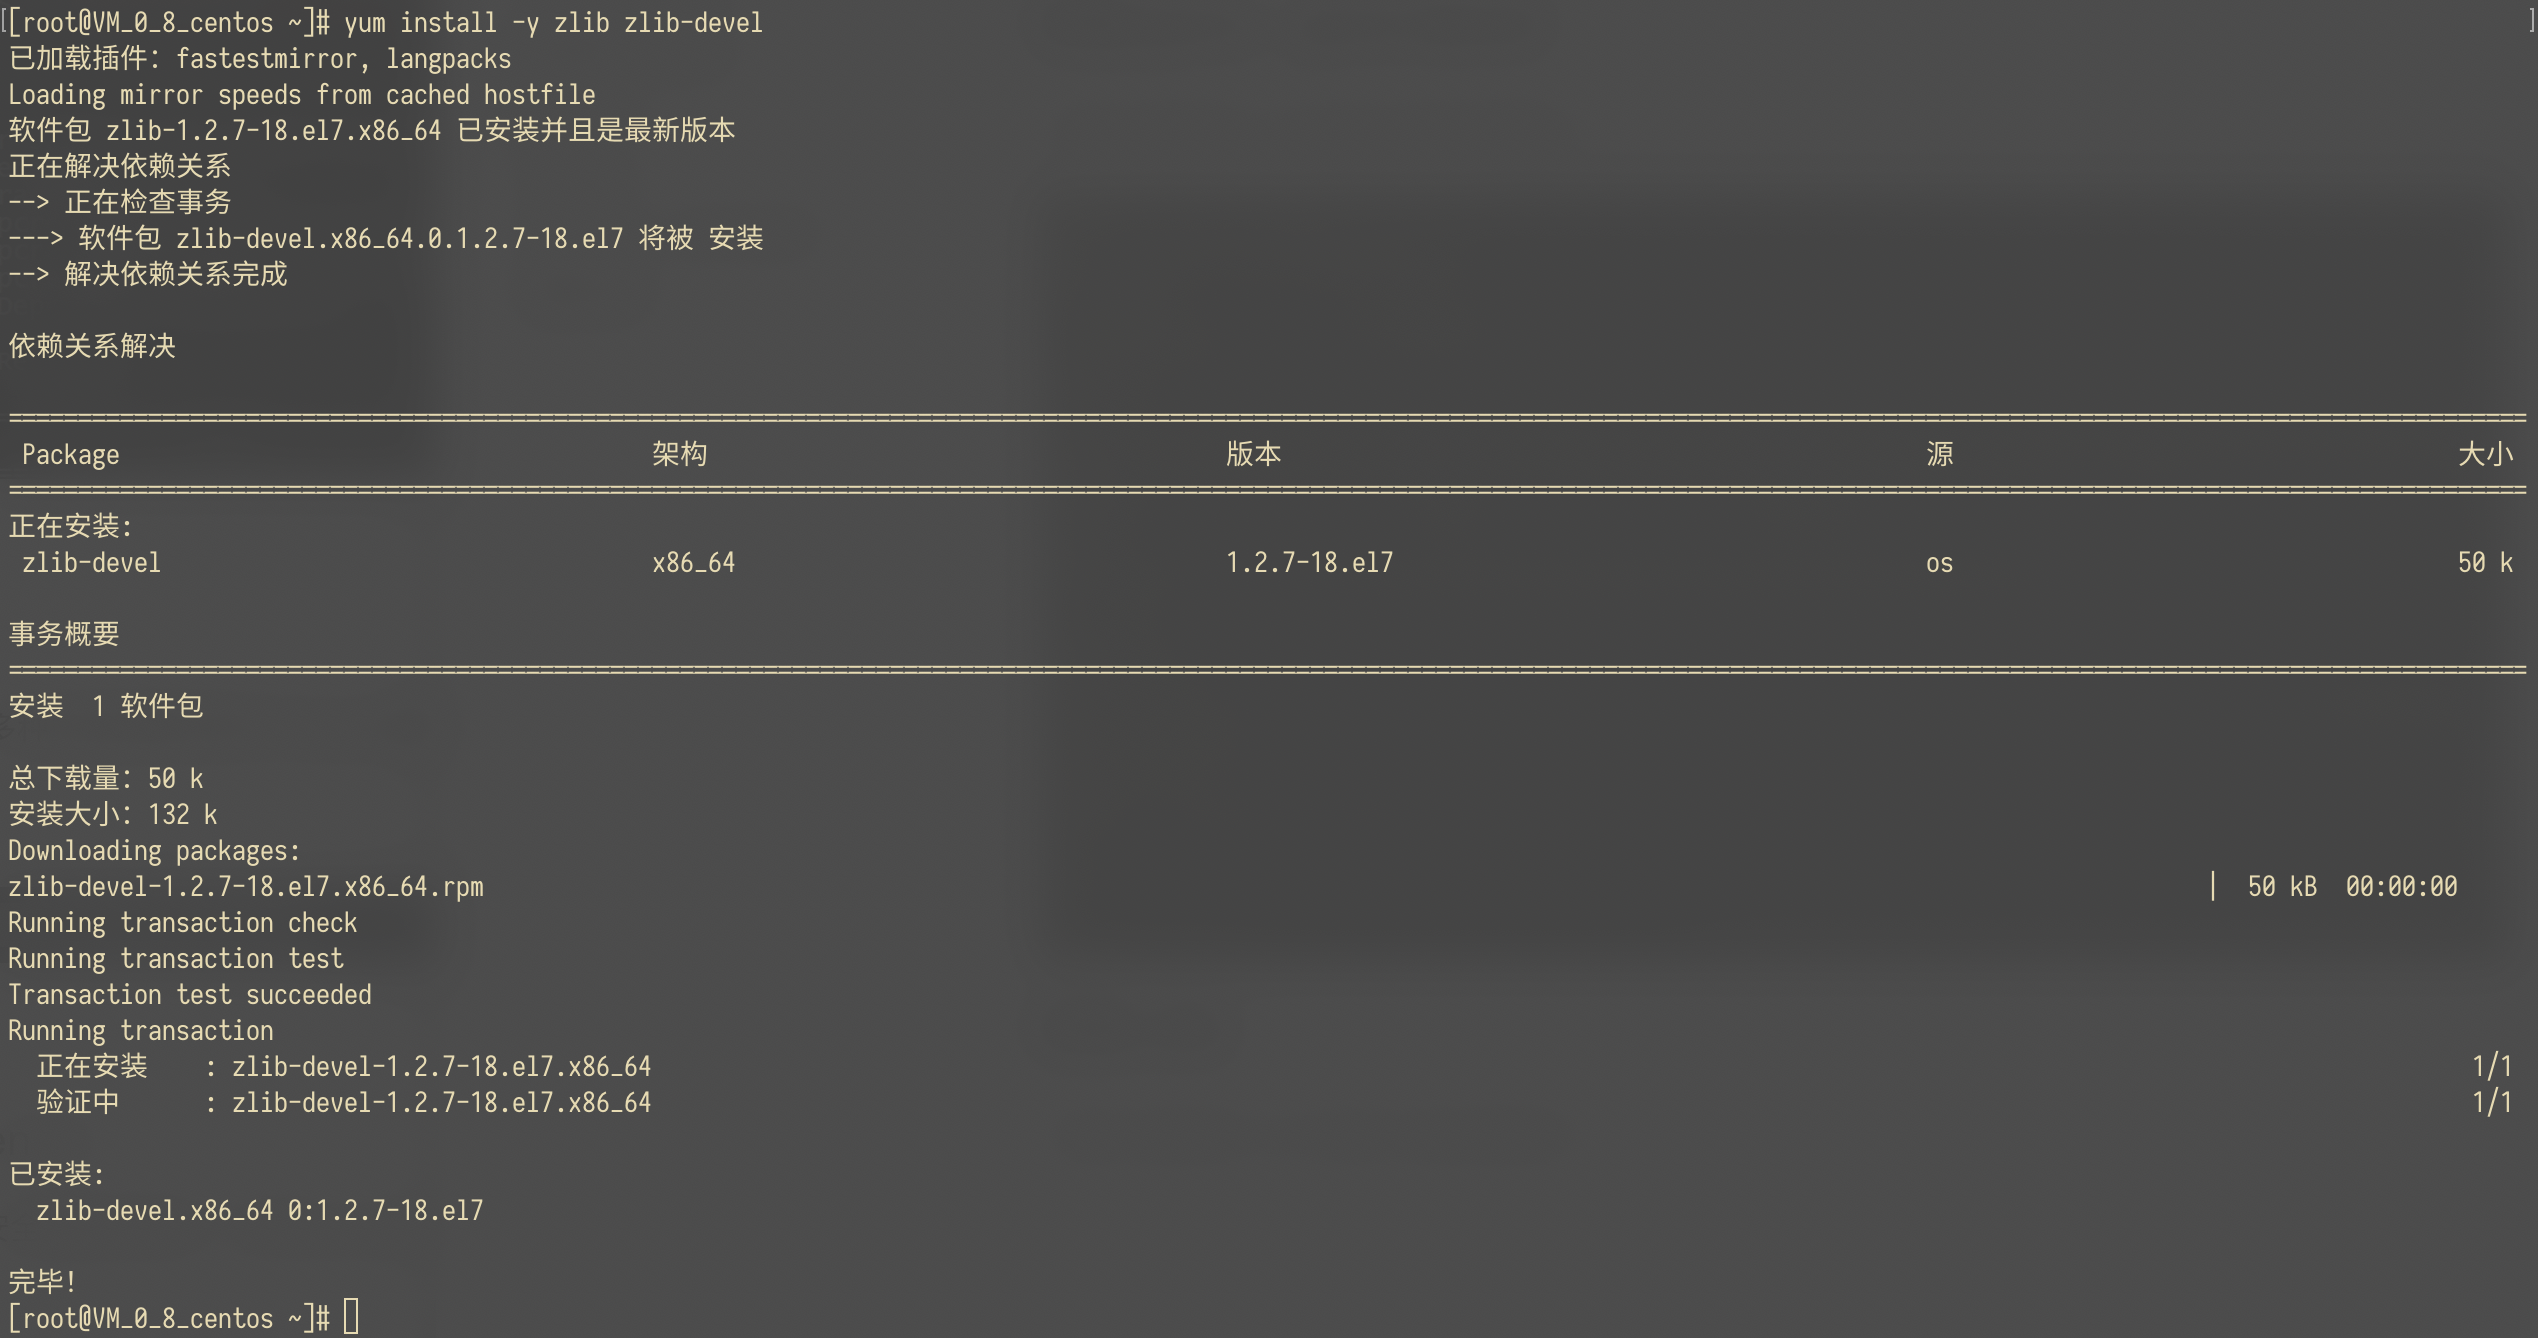 [[root@VM_0_8_centos ~]# yum install -y zlib zlib-devel ]
已加载插件：fastestmirror, langpacks
Loading mirror speeds from cached hostfile
软件包 zlib-1.2.7-18.el7.x86_64 已安装并且是最新版本
正在解决依赖关系
--> 正在检查事务
---> 软件包 zlib-devel.x86_64.0.1.2.7-18.el7 将被 安装
--> 解决依赖关系完成
依赖关系解决
Package 架构 版本 源 大小
正在安装:
zlib-devel x86_64 1.2.7-18.el7 os 50 k
事务概要
安装 1 软件包
总下载量：50 k
安装大小：132 k
Downloading packages:
zlib-devel-1.2.7-18.el7.x86_64.rpm | 50 kB 00:00:00
Running transaction check
Running transaction test
Transaction test succeeded
Running transaction
正在安装 : zlib-devel-1.2.7-18.el7.x86_64 1/1
验证中 : zlib-devel-1.2.7-18.el7.x86_64 1/1
已安装:
zlib-devel.x86_64 0:1.2.7-18.el7
完毕！
[root@VM_0_8_centos ~]#